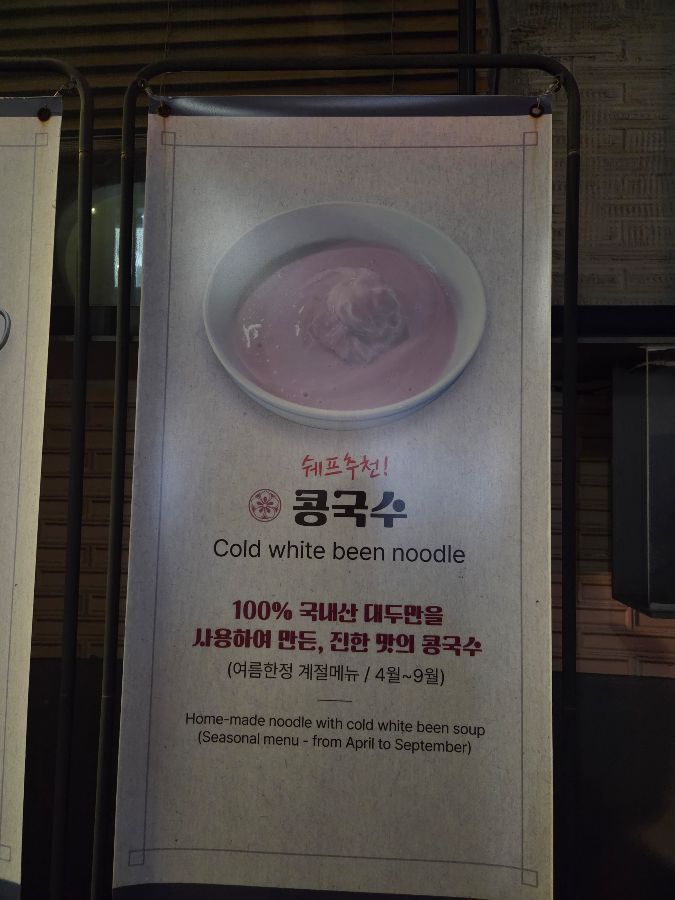 쉐프추천!
콩국수
Cold white been noodle
100% 국내산 대두만을
사용하여 만든, 진한 맛의 콩국수
(여름한정 계절메뉴 / 4월~9월)
Home-made noodle with cold white been soup
(Seasonal menu - from April to September)